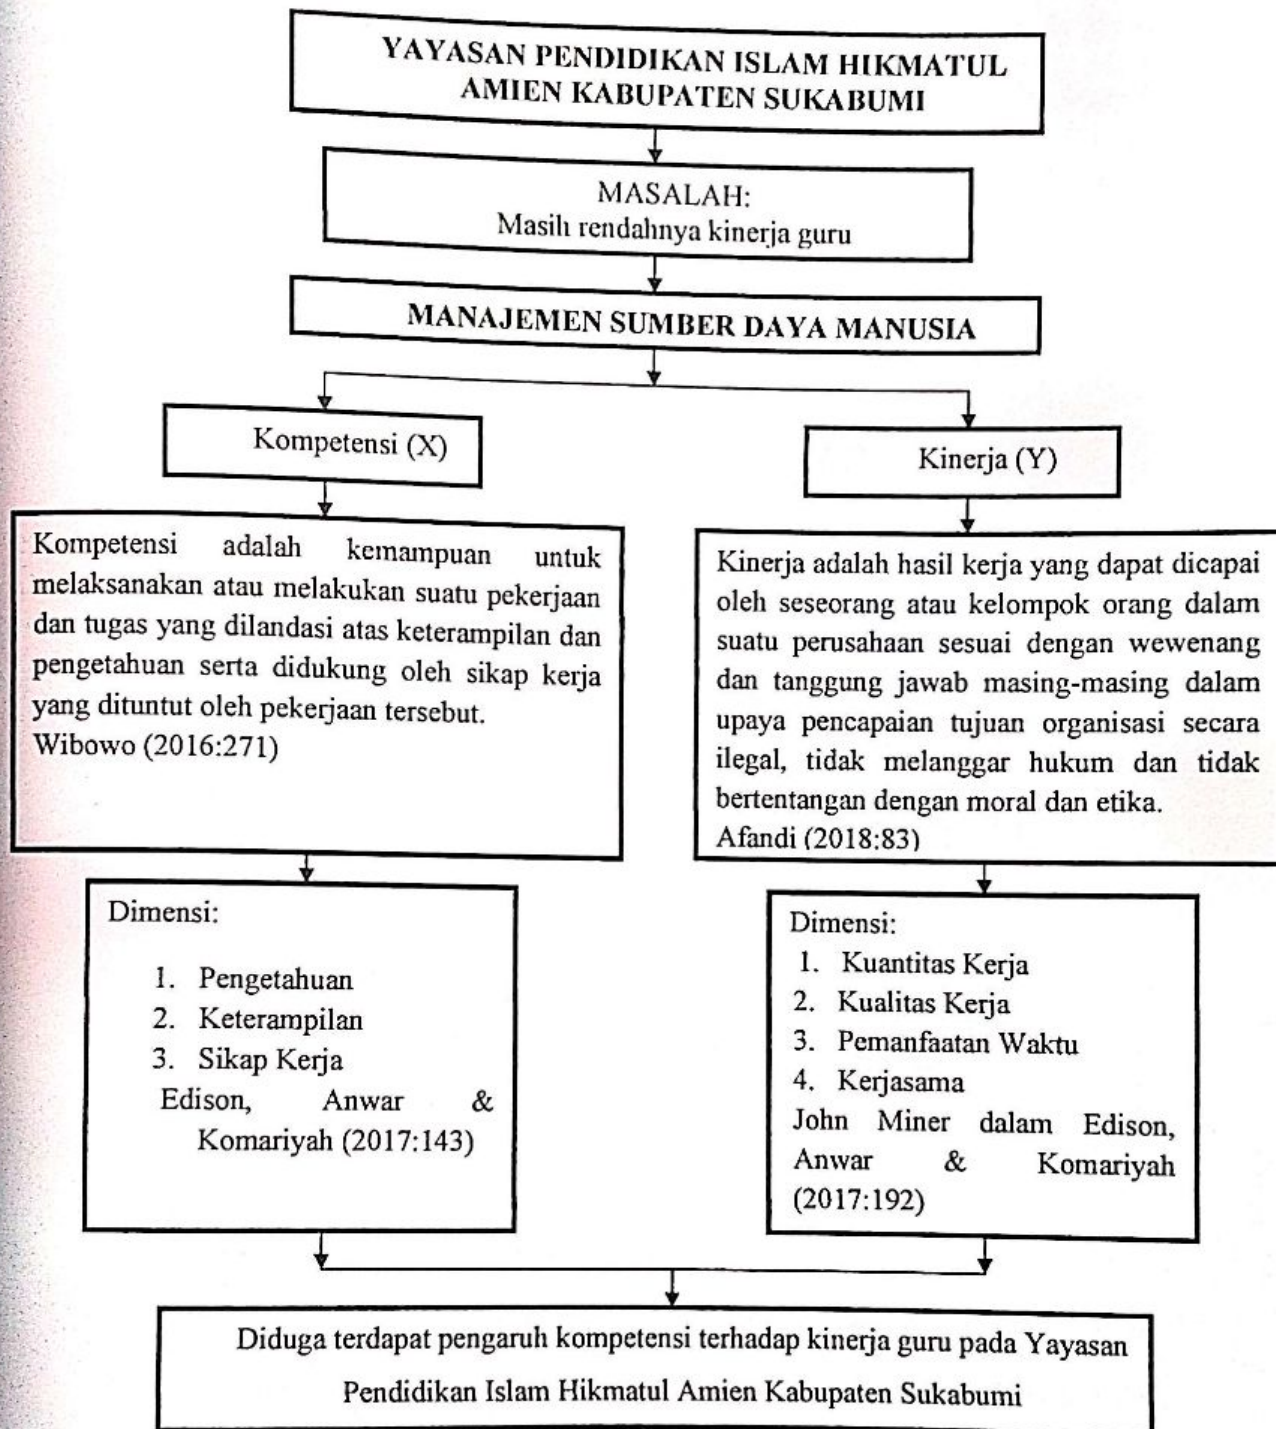 YAYASAN PENDIDIKAN ISLAM HIKMATUL
AMIEN KABUPATEN SUKABUMI
MASALAH:
Masih rendahnya kinerja guru
MANAJEMEN SUMBER DAYA MANUSIA
Kompetensi (X)
Kinerja (Y)
Kompetensi adalah kemampuan untuk
melaksanakan atau melakukan suatu pekerjaan
dan tugas yang dilandasi atas keterampilan dan
pengetahuan serta didukung oleh sikap kerja
yang dituntut oleh pekerjaan tersebut.
Wibowo (2016:271)
Kinerja adalah hasil kerja yang dapat dicapai
oleh seseorang atau kelompok orang dalam
suatu perusahaan sesuai dengan wewenang
dan tanggung jawab masing-masing dalam
upaya pencapaian tujuan organisasi secara
ilegal, tidak melanggar hukum dan tidak
bertentangan dengan moral dan etika.
Afandi (2018:83)
Dimensi:
1. Pengetahuan
2. Keterampilan
3. Sikap Kerja
Edison, Anwar &
Komariyah (2017:143)
Dimensi:
1. Kuantitas Kerja
2. Kualitas Kerja
3. Pemanfaatan Waktu
4. Kerjasama
John Miner dalam Edison,
Anwar & Komariyah
(2017:192)
Diduga terdapat pengaruh kompetensi terhadap kinerja guru pada Yayasan
Pendidikan Islam Hikmatul Amien Kabupaten Sukabumi